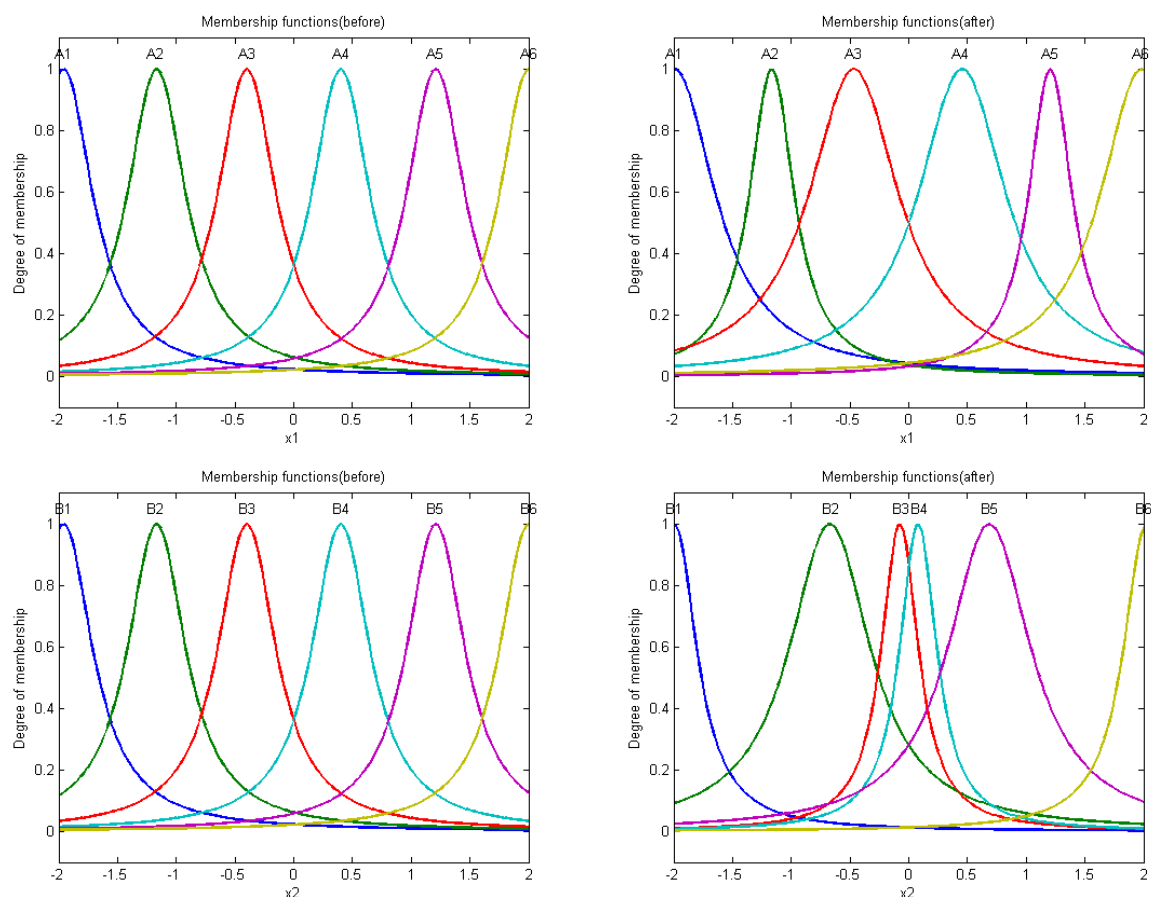 Membership functions(before)
A1 A2 A3 A4 A5 A6
1
0.8
0.6
0.4
0.2
0
Degree of membership
-2 -1.5 -1 -0.5 0 0.5 1 1.5 2
x1
Membership functions(after)
A1 A2 A3 A4 A5 A6
1
0.8
0.6
0.4
0.2
0
Degree of membership
-2 -1.5 -1 -0.5 0 0.5 1 1.5 2
x1
Membership functions(before)
B1 B2 B3 B4 B5 B6
1
0.8
0.6
0.4
0.2
0
Degree of membership
-2 -1.5 -1 -0.5 0 0.5 1 1.5 2
x2
Membership functions(after)
B1 B2 B3 B4 B5 B6
1
0.8
0.6
0.4
0.2
0
Degree of membership
-2 -1.5 -1 -0.5 0 0.5 1 1.5 2
x2